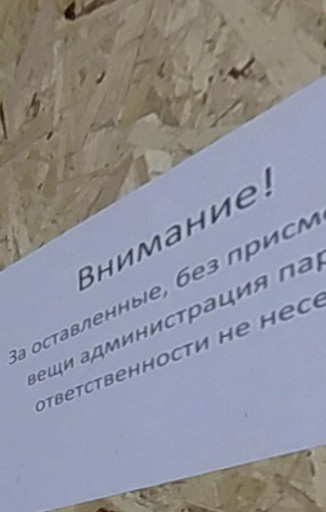 Внимание!
За оставленные, без присм
вещи администрация пар
ответственности не несе